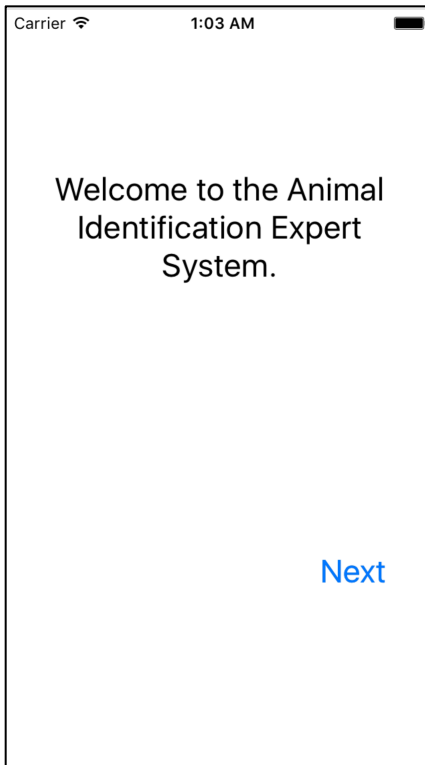 Carrier 1:03 AM
Welcome to the Animal
Identification Expert
System.
Next